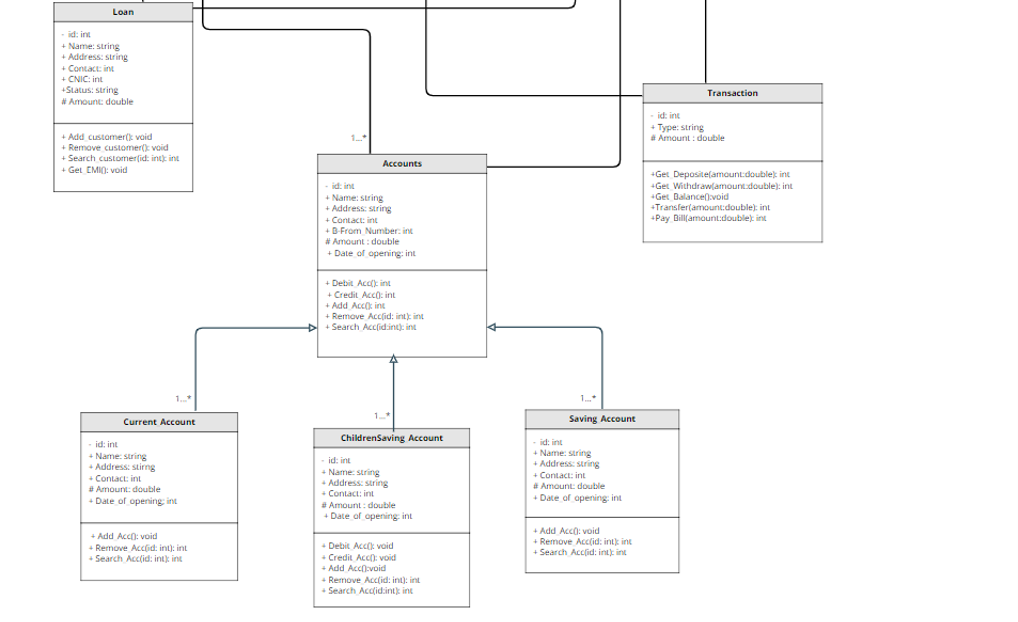 Loan
- id: int
+ Name: string
+ Address: string
+ Contact: int
+ CNIC: int
+Status: string
# Amount: double
+ Add_customer(): void
+ Remove_customer(): void
+ Search_customer(id: int): int
+ Get_EMI(): void
Transaction
- id: int
+ Type: string
# Amount : double
+Get_Deposite(amount:double): int
+Get_Withdraw(amount:double): int
+Get_Balance():void
+Transfer(amount:double): int
+Pay_Bill(amount:double): int
1...*
Accounts
- id: int
+ Name: string
+ Address: string
+ Contact: int
+ B-From_Number: int
# Amount : double
+ Date_of_opening: int
+ Debit_Acc(): int
+ Credit_Acc(): int
+ Add_Acc(): int
+ Remove_Acc(id: int): int
+ Search_Acc(id:int): int
1...*
1...*
1...*
Current Account
- id: int
+ Name: string
+ Address: stirng
+ Contact: int
# Amount: double
+ Date_of_opening: int
+ Add_Acc(): void
+ Remove_Acc(id: int): int
+ Search_Acc(id: int): int
ChildrenSaving_Account
- id: int
+ Name: string
+ Address: string
+ Contact: int
# Amount : double
+ Date_of_opening: int
+ Debit_Acc(): void
+ Credit_Acc(): void
+ Add_Acc():void
+ Remove_Acc(id: int): int
+ Search_Acc(id:int): int
Saving_Account
- id: int
+ Name: string
+ Address: string
+ Contact: int
# Amount: double
+ Date_of_opening: int
+ Add_Acc(): void
+ Remove_Acc(id: int): int
+ Search_Acc(id: int): int